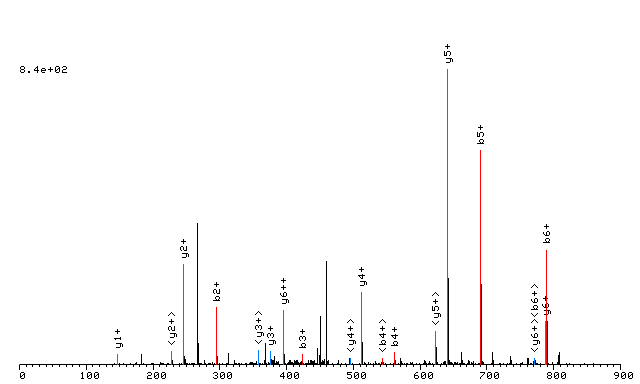 8.4e+02
y1+
y2+^
y2+
b2+
y3+^
y3+
y6++
b3+
y4+^
y4+
b4+^
b4+
y5+^
y5+
b5+
y6+^
b6+^
b6+
y6+
0 100 200 300 400 500 600 700 800 900